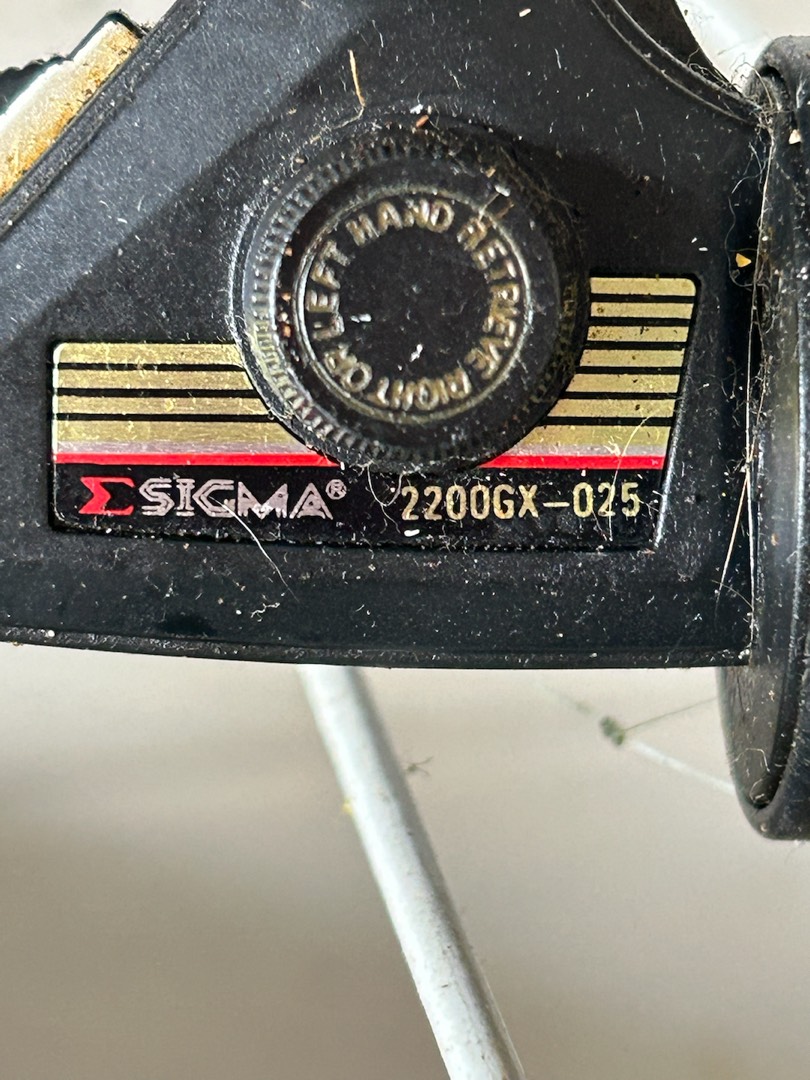 RIGHT OR LEFT HAND RETRIEVE
ΣSIGMA® 2200GX-025